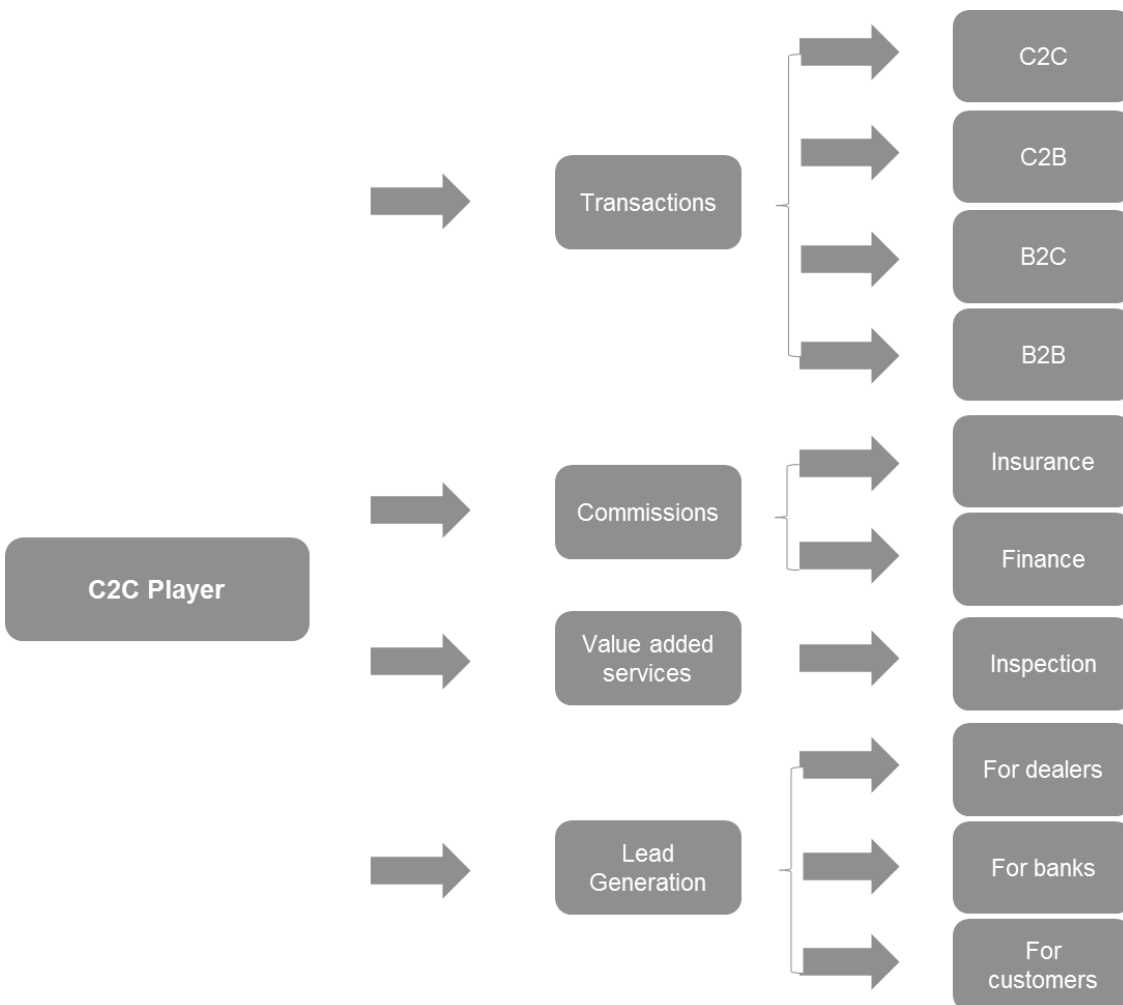 C2C
C2B
Transactions
B2C
B2B
Insurance
Commissions
Finance
C2C Player
Value added
services
Inspection
For dealers
Lead
Generation
For banks
For
customers